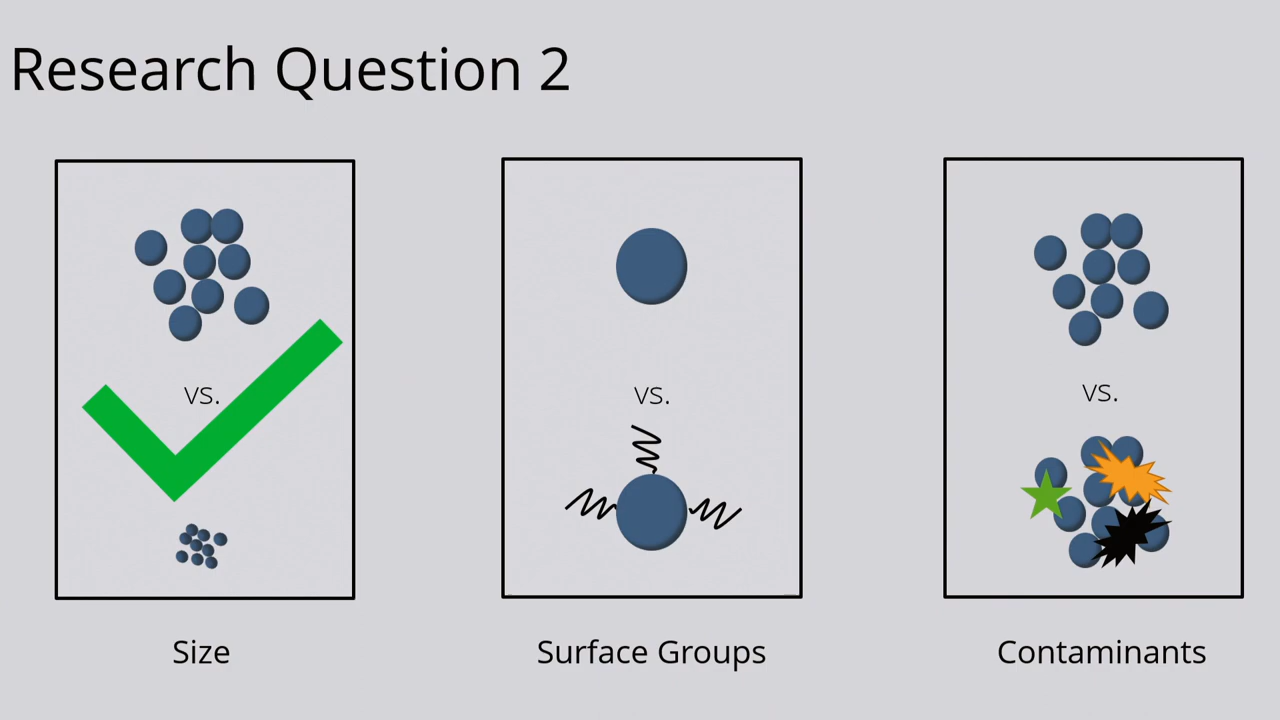 Research Question 2
vs.
vs.
vs.
Size
Surface Groups
Contaminants